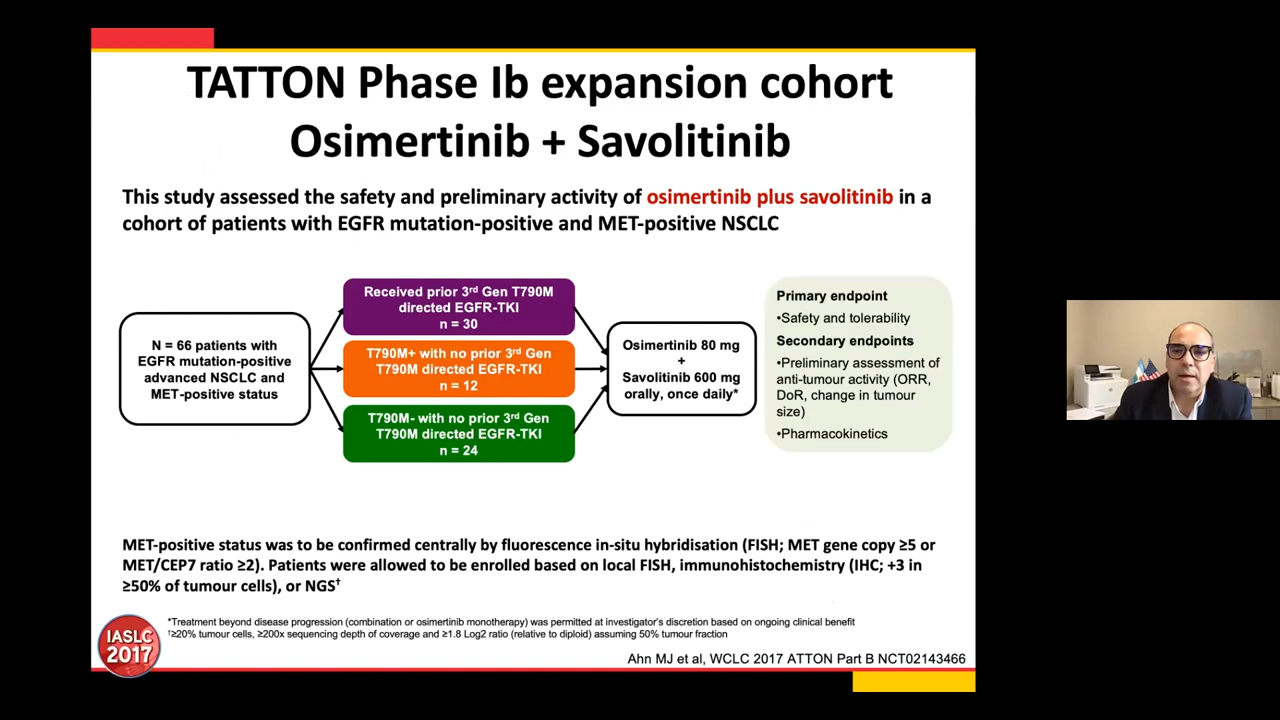 TATTON Phase Ib expansion cohort
Osimertinib + Savolitinib
This study assessed the safety and preliminary activity of osimertinib plus savolitinib in a
cohort of patients with EGFR mutation-positive and MET-positive NSCLC
N = 66 patients with
EGFR mutation-positive
advanced NSCLC and
MET-positive status
Received prior 3rd Gen T790M
directed EGFR-TKI
n = 30
T790M+ with no prior 3rd Gen
T790M directed EGFR-TKI
n = 12
T790M- with no prior 3rd Gen
T790M directed EGFR-TKI
n = 24
Osimertinib 80 mg
+
Savolitinib 600 mg
orally, once daily*
Primary endpoint
•Safety and tolerability
Secondary endpoints
•Preliminary assessment of
anti-tumour activity (ORR,
DoR, change in tumour
size)
•Pharmacokinetics
MET-positive status was to be confirmed centrally by fluorescence in-situ hybridisation (FISH; MET gene copy ≥5 or
MET/CEP7 ratio ≥2). Patients were allowed to be enrolled based on local FISH, immunohistochemistry (IHC; +3 in
≥50% of tumour cells), or NGS†
*Treatment beyond disease progression (combination or osimertinib monotherapy) was permitted at investigator's discretion based on ongoing clinical benefit
†≥20% tumour cells, ≥200x sequencing depth of coverage and ≥1.8 Log2 ratio (relative to diploid) assuming 50% tumour fraction
IASLC
2017
Ahn MJ et al, WCLC 2017 ATTON Part B NCT02143466